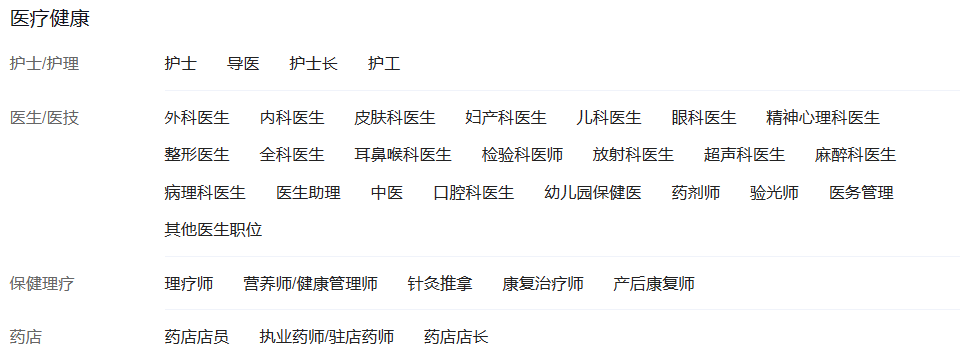 医疗健康
护士/护理 护士 导医 护士长 护工
医生/医技 外科医生 内科医生 皮肤科医生 妇产科医生 儿科医生 眼科医生 精神心理科医生
整形医生 全科医生 耳鼻喉科医生 检验科医师 放射科医生 超声科医生 麻醉科医生
病理科医生 医生助理 中医 口腔科医生 幼儿园保健医 药剂师 验光师 医务管理
其他医生职位
保健理疗 理疗师 营养师/健康管理师 针灸推拿 康复治疗师 产后康复师
药店 药店店员 执业药师/驻店药师 药店店长